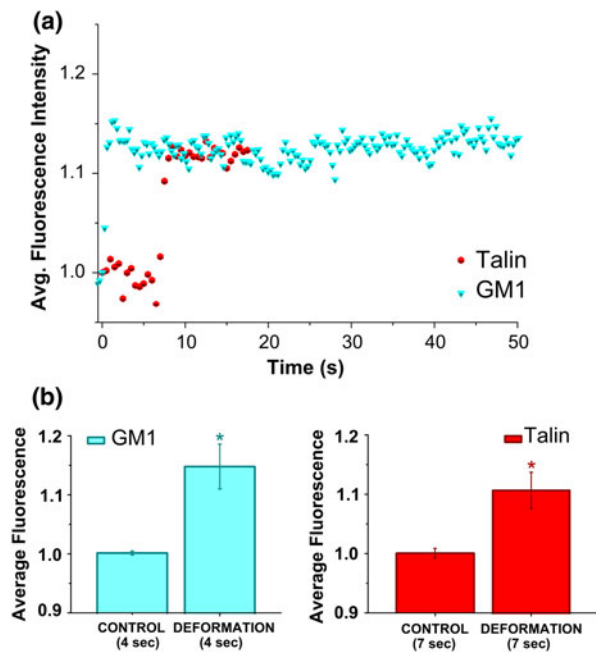 (a)
Avg. Fluorescence Intensity
1.2
1.1
1.0
Talin
GM1
0 10 20 30 40 50
Time (s)
(b)
Average Fluorescence
1.2
1.1
1.0
0.9
GM1
*
CONTROL DEFORMATION
(4 sec) (4 sec)
Average Fluorescence
1.2
1.1
1.0
0.9
Talin
*
CONTROL DEFORMATION
(7 sec) (7 sec)